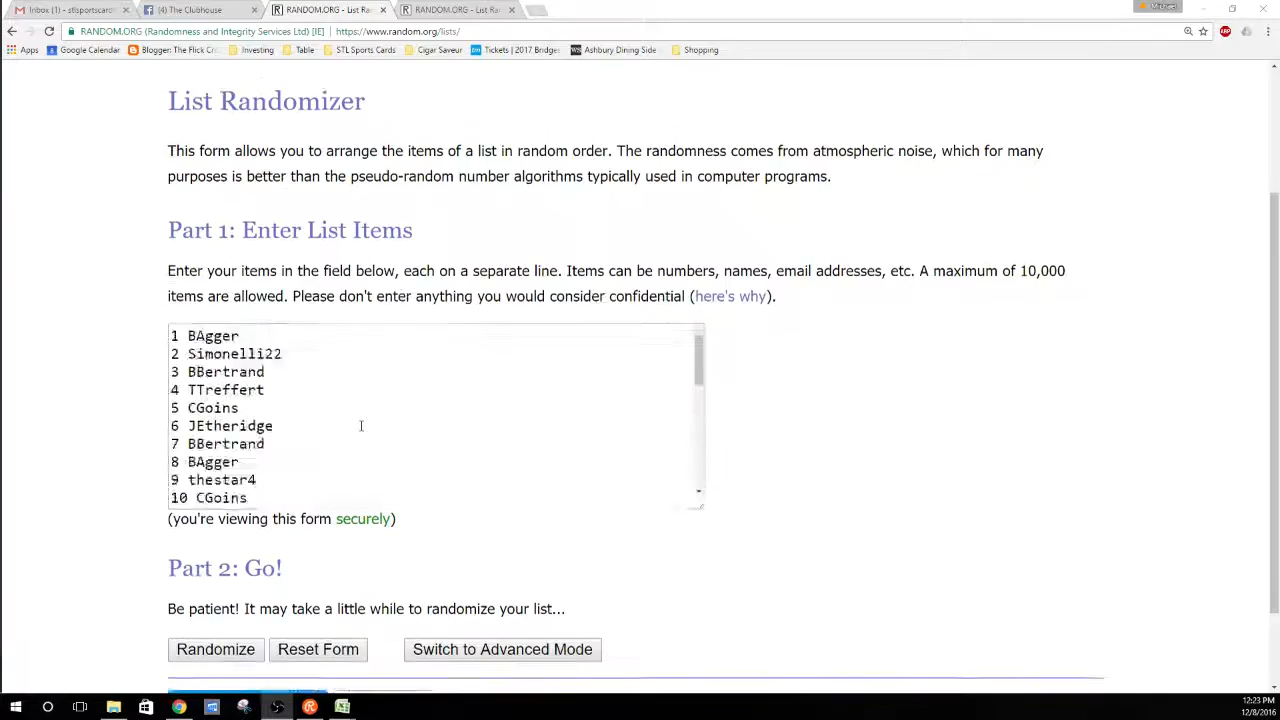 Inbox (1) - stlsportscard
(4) The Clubhouse
RANDOM.ORG - List Ra
RANDOM.ORG - List Ra
RANDOM.ORG (Randomness and Integrity Services Ltd) [IE] https://www.random.org/lists/
Apps Google Calendar Blogger: The Flick Cr Investing Table STL Sports Cards Cigar Saveur Tickets | 2017 Bridge Ashbury Dining Side Shopping
List Randomizer
This form allows you to arrange the items of a list in random order. The randomness comes from atmospheric noise, which for many
purposes is better than the pseudo-random number algorithms typically used in computer programs.
Part 1: Enter List Items
Enter your items in the field below, each on a separate line. Items can be numbers, names, email addresses, etc. A maximum of 10,000
items are allowed. Please don't enter anything you would consider confidential (here's why).
1 BAgger
2 Simonelli22
3 BBertrand
4 TTreffert
5 CGoins
6 JEtheridge
7 BBertrand
8 BAgger
9 thestar4
10 CGoins
(you're viewing this form securely)
Part 2: Go!
Be patient! It may take a little while to randomize your list...
Randomize Reset Form Switch to Advanced Mode
12:23 PM
12/8/2016